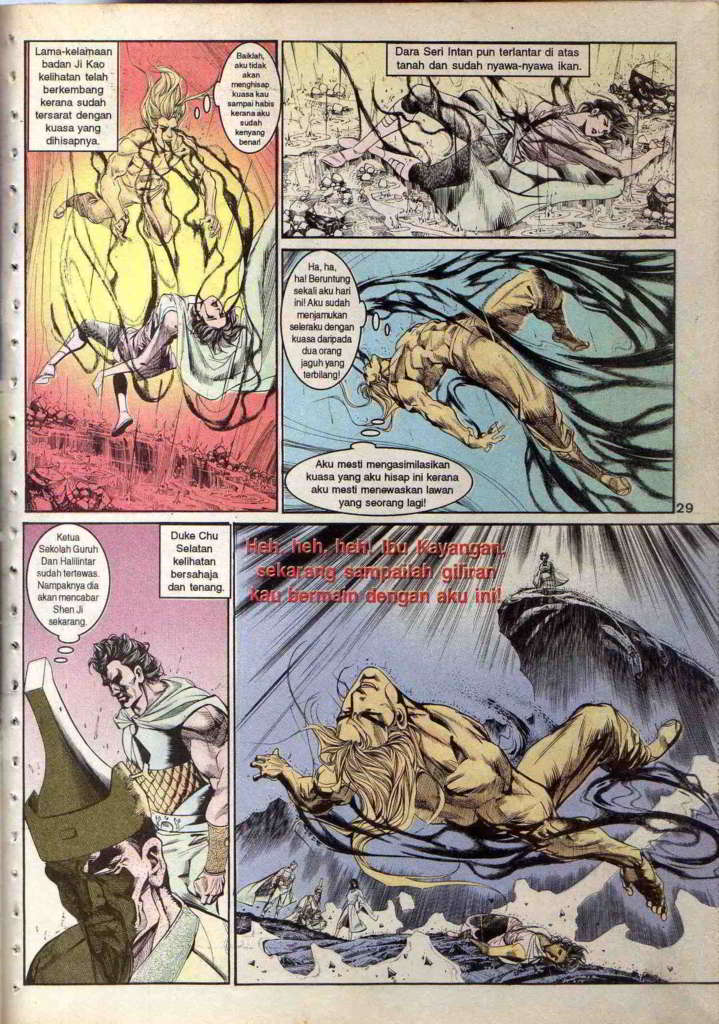 Lama-kelamaan
badan Ji Kao
kelihatan telah
berkembang
kerana sudah
tersarat dengan
kuasa yang
dihisapnya.
Baiklah,
aku tidak
akan
menghisap
kuasa kau
sampai habis
kerana aku
sudah
kenyang
benar!
Dara Seri Intan pun terlantar di atas
tanah dan sudah nyawa-nyawa ikan.
Ha, ha,
ha! Beruntung
sekali aku hari
ini! Aku sudah
menjamukan
seleraku dengan
kuasa daripada
dua orang
jaguh yang
terbilang!
Aku mesti mengasimilasikan
kuasa yang aku hisap ini kerana
aku mesti menewaskan lawan
yang seorang lagi!
29
Ketua
Sekolah Guruh
Dan Halilintar
sudah tertewas.
Nampaknya dia
akan mencabar
Shen Ji
sekarang.
Duke Chu
Selatan
kelihatan
bersahaja
dan tenang.
Heh, heh, heh! Ibu Kayangan,
sekarang sampailah giliran
kau bermain dengan aku ini!